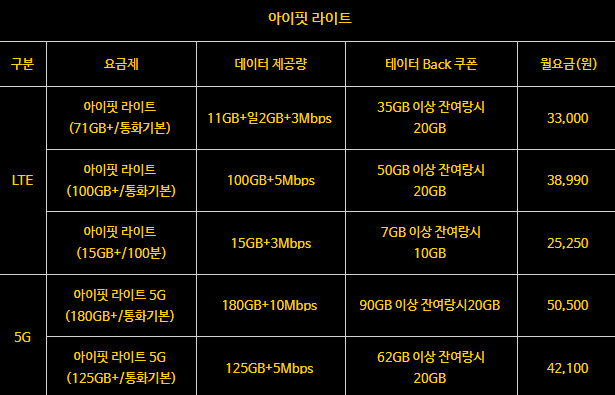 아이핏 라이트
구분 요금제 데이터 제공량 테이터 Back 쿠폰 월요금(원)
LTE
아이핏 라이트
(71GB+/통화기본)
11GB+일2GB+3Mbps
35GB 이상 잔여랑시
20GB
33,000
아이핏 라이트
(100GB+/통화기본)
100GB+5Mbps
50GB 이상 잔여랑시
20GB
38,990
아이핏 라이트
(15GB+/100분)
15GB+3Mbps
7GB 이상 잔여랑시
10GB
25,250
5G
아이핏 라이트 5G
(180GB+/통화기본)
180GB+10Mbps
90GB 이상 잔여랑시20GB
50,500
아이핏 라이트 5G
(125GB+/통화기본)
125GB+5Mbps
62GB 이상 잔여랑시
20GB
42,100